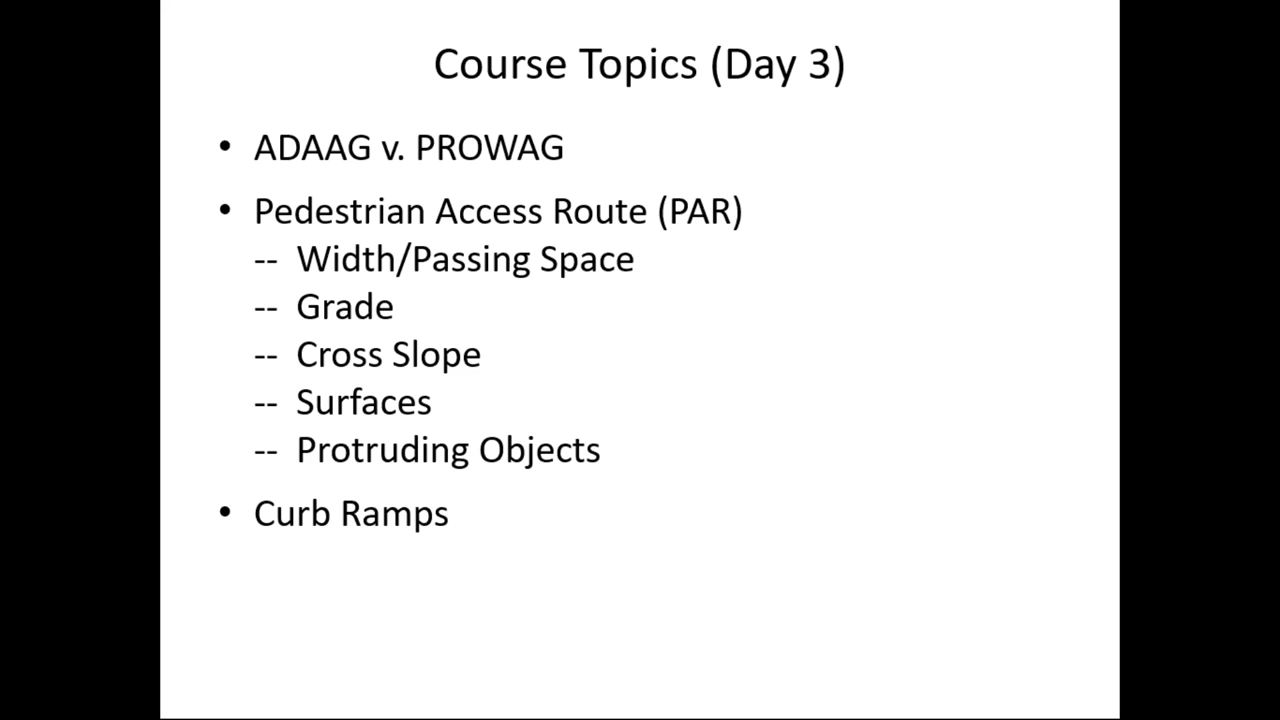 Course Topics (Day 3)
• ADAAG v. PROWAG
• Pedestrian Access Route (PAR)
-- Width/Passing Space
-- Grade
-- Cross Slope
-- Surfaces
-- Protruding Objects
• Curb Ramps